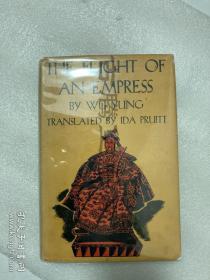 THE FLIGHT OF
AN EMPRESS
BY WU YUNG
TRANSLATED BY IDA PRUITT